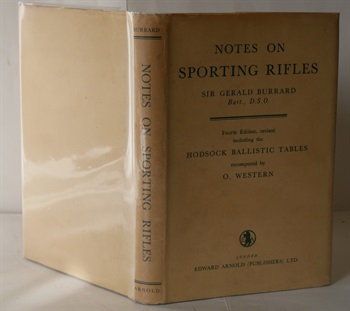 BURRARD
NOTES ON SPORTING RIFLES
ARNOLD
NOTES ON
SPORTING RIFLES
SIR GERALD BURRARD
Bart., D.S.O.
Fourth Edition, revised
including the
HODSOCK BALLISTIC TABLES
recomputed by
O. WESTERN
LONDON
EDWARD ARNOLD (PUBLISHERS) LTD.